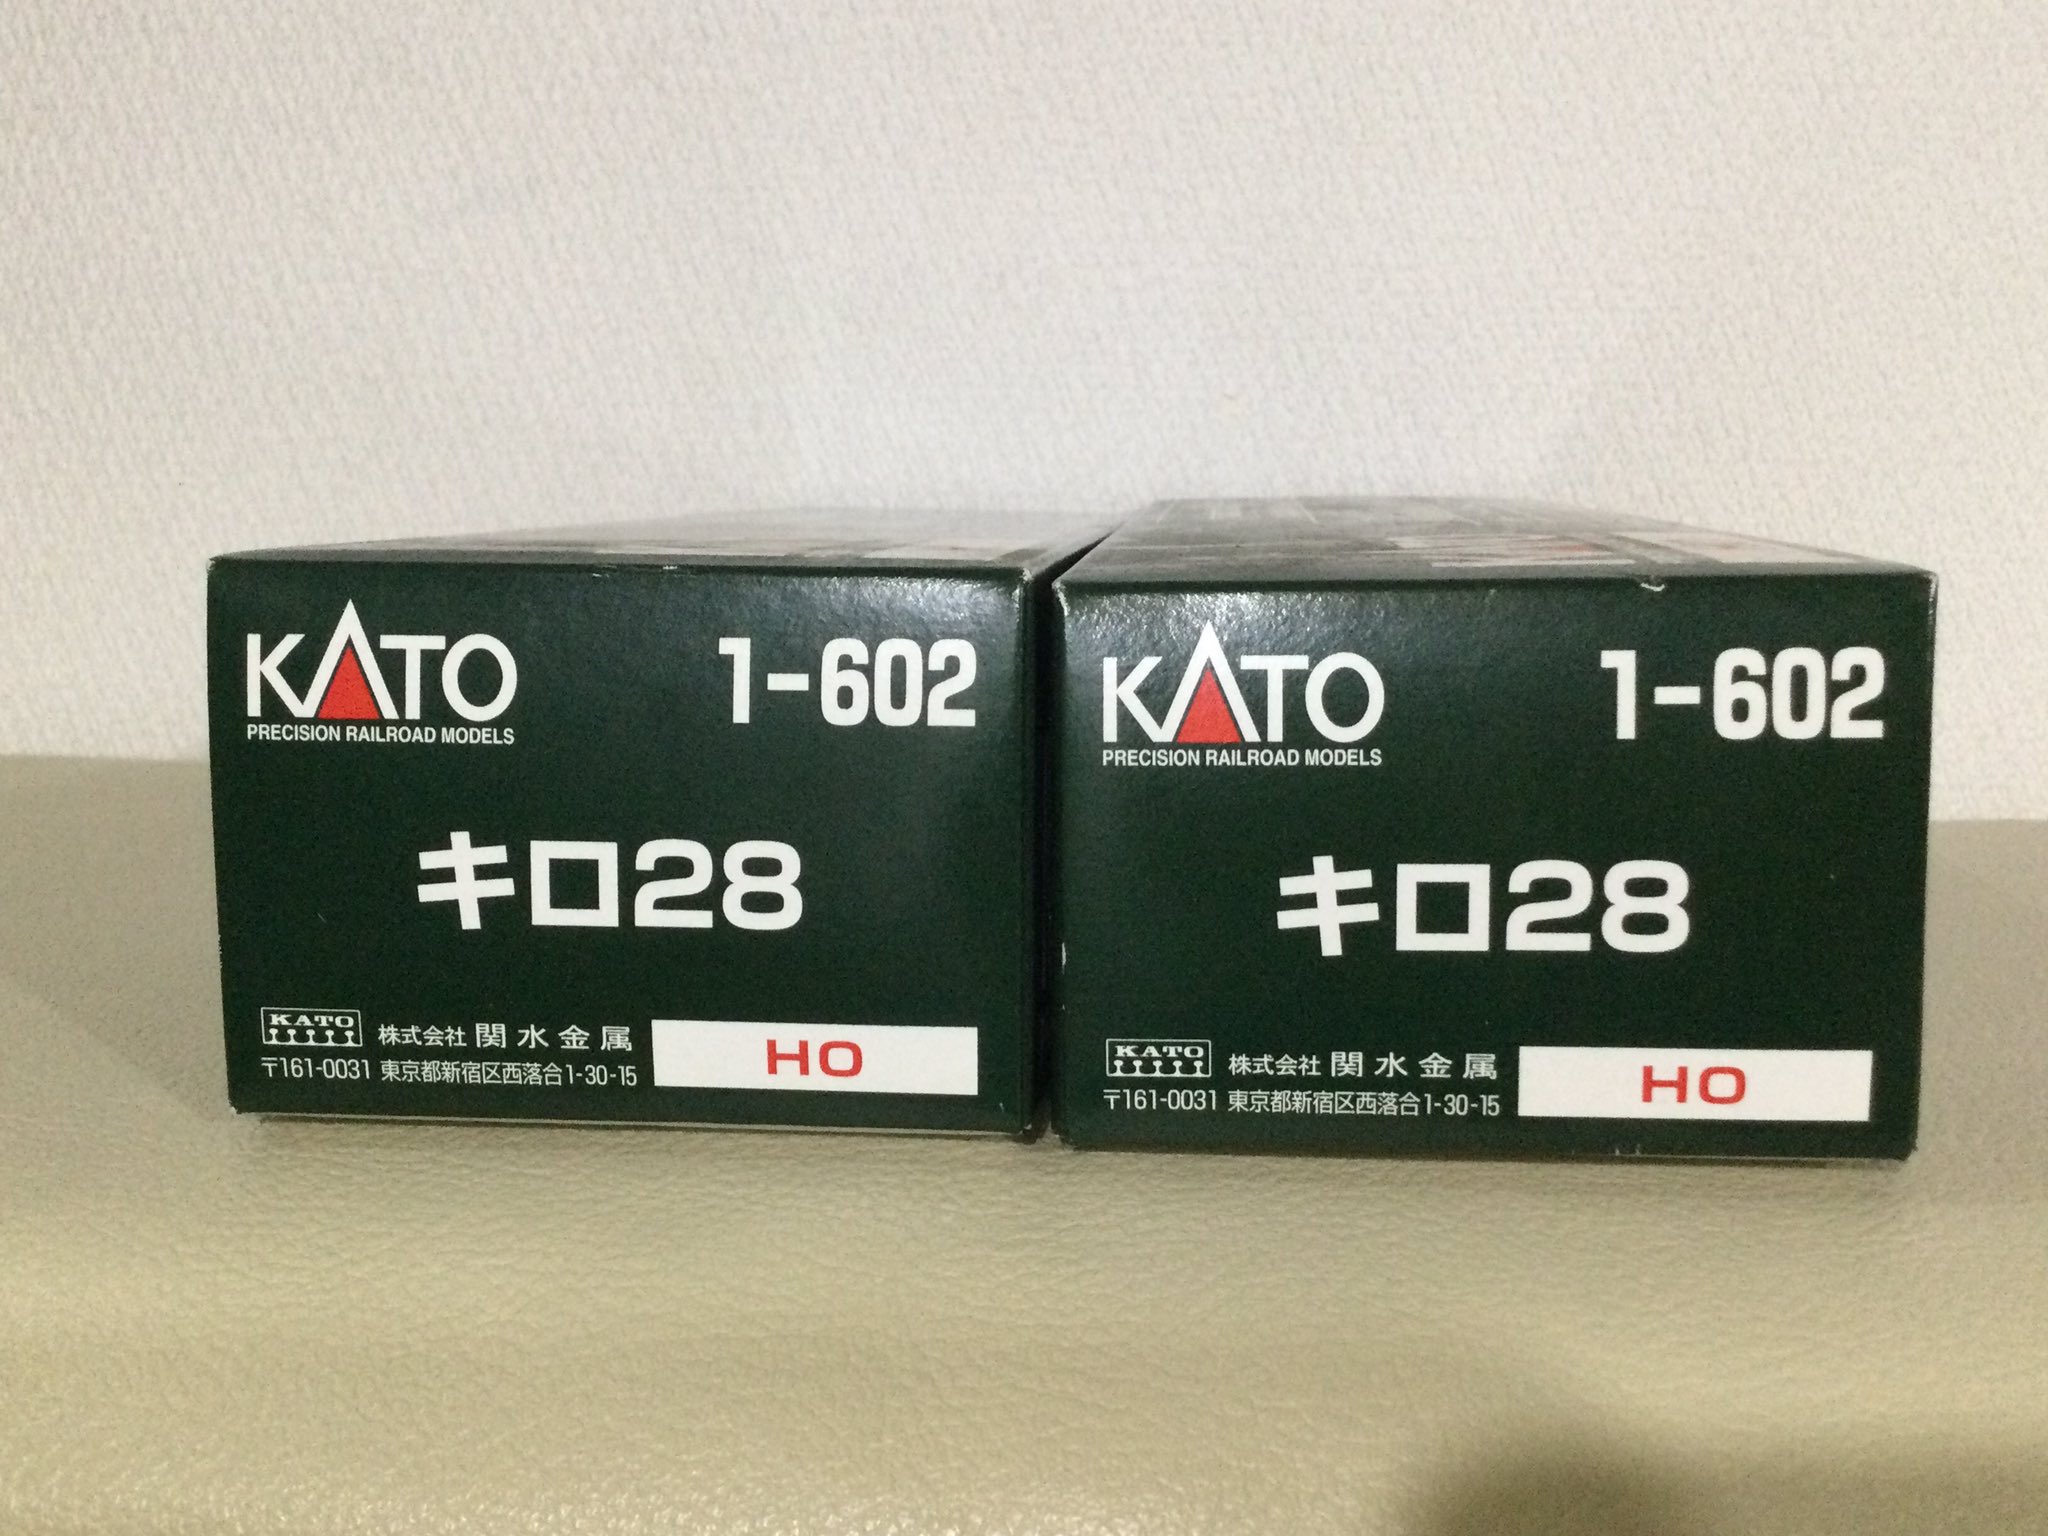 KATO 1-602
PRECISION RAILROAD MODELS
キロ28
KATO 株式会社 関水金属
〒161-0031 東京都新宿区西落合1-30-15
HO
KATO 1-602
PRECISION RAILROAD MODELS
キロ28
KATO 株式会社 関水金属
〒161-0031 東京都新宿区西落合1-30-15
HO